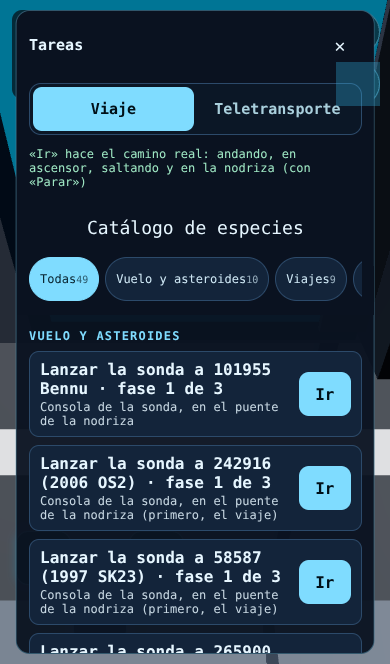 Tareas ×
Viaje Teletransporte
«Ir» hace el camino real: andando, en
ascensor, saltando y en la nodriza (con
«Parar»)
Catálogo de especies
Todas49 Vuelo y asteroides10 Viajes9
VUELO Y ASTEROIDES
Lanzar la sonda a 101955
Bennu · fase 1 de 3
Consola de la sonda, en el puente
de la nodriza
Ir
Lanzar la sonda a 242916
(2006 OS2) · fase 1 de 3
Consola de la sonda, en el puente
de la nodriza (primero, el viaje)
Ir
Lanzar la sonda a 58587
(1997 SK23) · fase 1 de 3
Consola de la sonda, en el puente
de la nodriza (primero, el viaje)
Ir
Lanzar la sonda a 265900